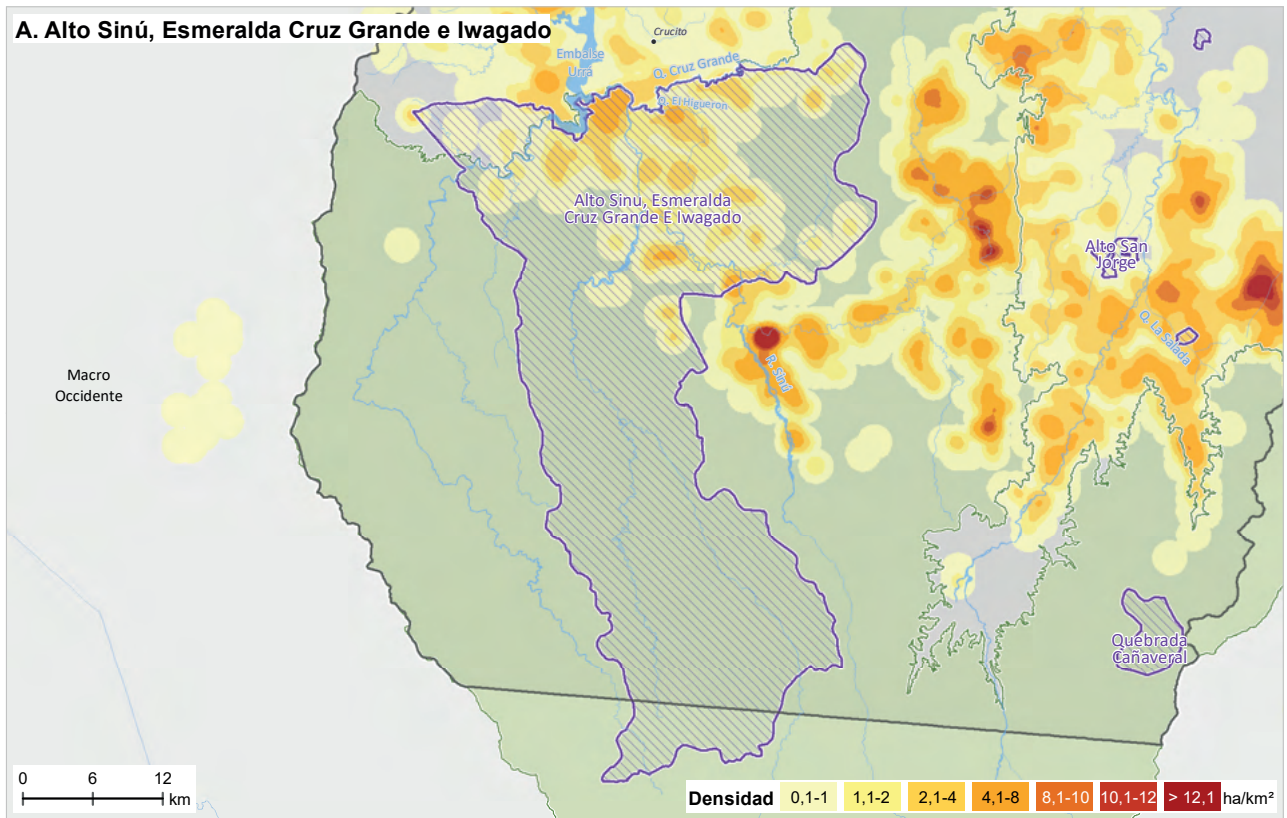 A. Alto Sinú, Esmeralda Cruz Grande e Iwagado
Crucito
Embalse
Urrá
Q. Cruz Grande
Q. El Higueron
Alto Sinu, Esmeralda
Cruz Grande E Iwagado
Alto San
Jorge
Q. La Salada
R. Sinú
Macro
Occidente
Quebrada
Cañaveral
0 6 12
km
Densidad 0,1-1 1,1-2 2,1-4 4,1-8 8,1-10 10,1-12 > 12,1 ha/km²